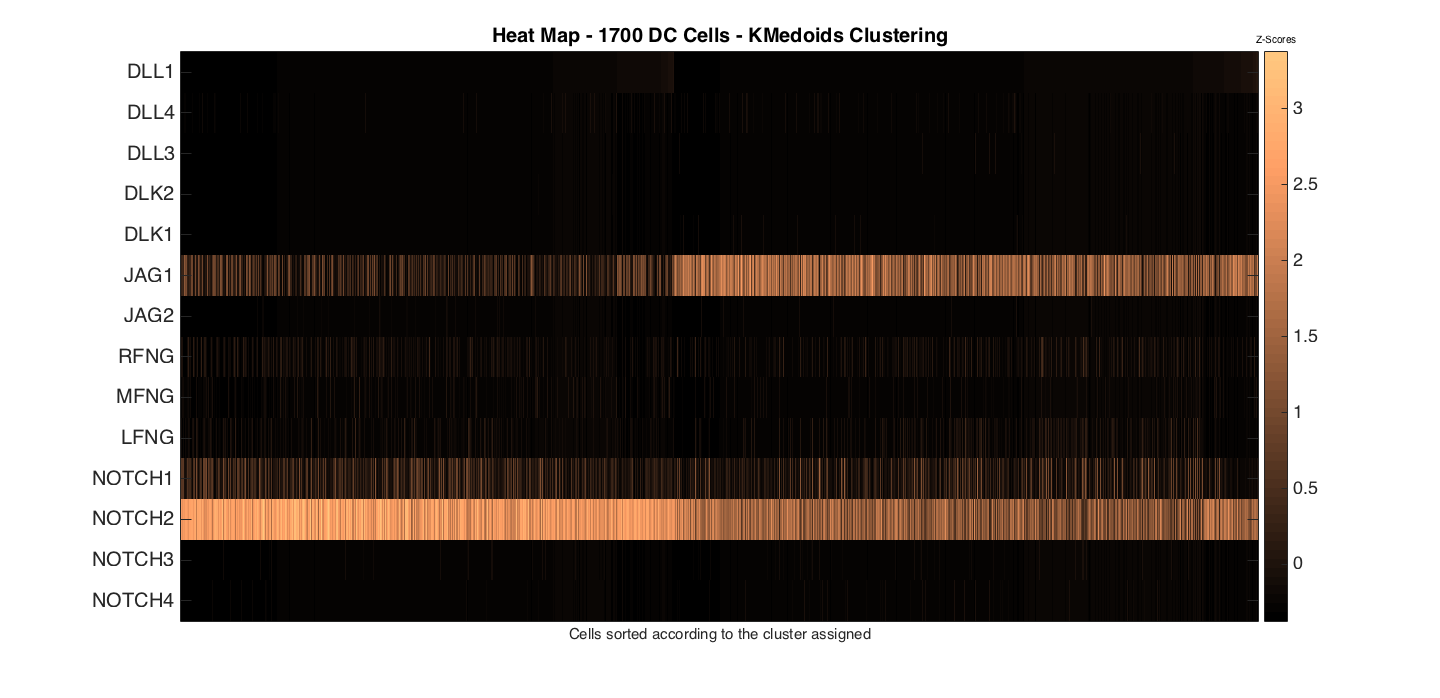 Heat Map - 1700 DC Cells - KMedoids Clustering
Z-Scores
DLL1
DLL4
DLL3
DLK2
DLK1
JAG1
JAG2
RFNG
MFNG
LFNG
NOTCH1
NOTCH2
NOTCH3
NOTCH4
3
2.5
2
1.5
1
0.5
0
Cells sorted according to the cluster assigned